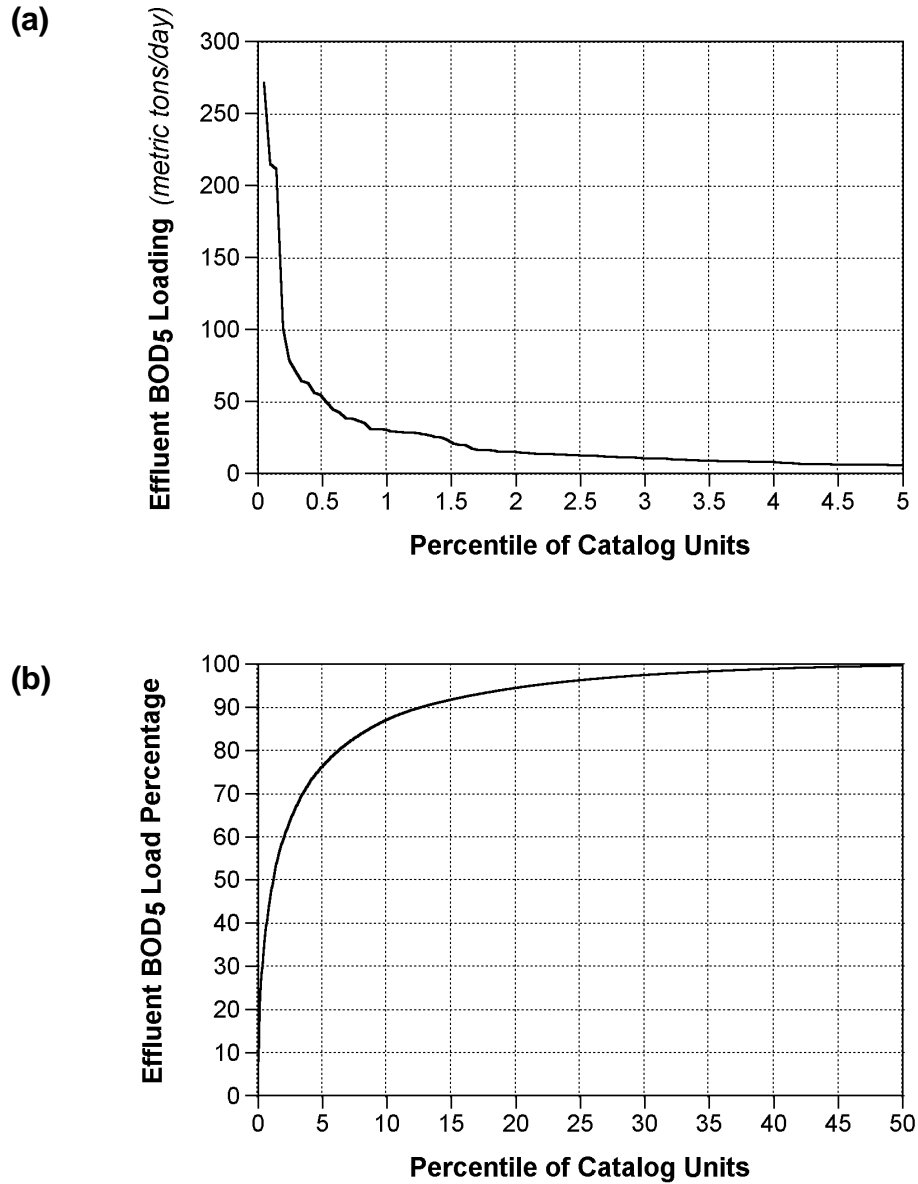 (a)
Effluent BOD5 Loading (metric tons/day)
300
250
200
150
100
50
0
0 0.5 1 1.5 2 2.5 3 3.5 4 4.5 5
Percentile of Catalog Units
(b)
Effluent BOD5 Load Percentage
100
90
80
70
60
50
40
30
20
10
0
0 5 10 15 20 25 30 35 40 45 50
Percentile of Catalog Units